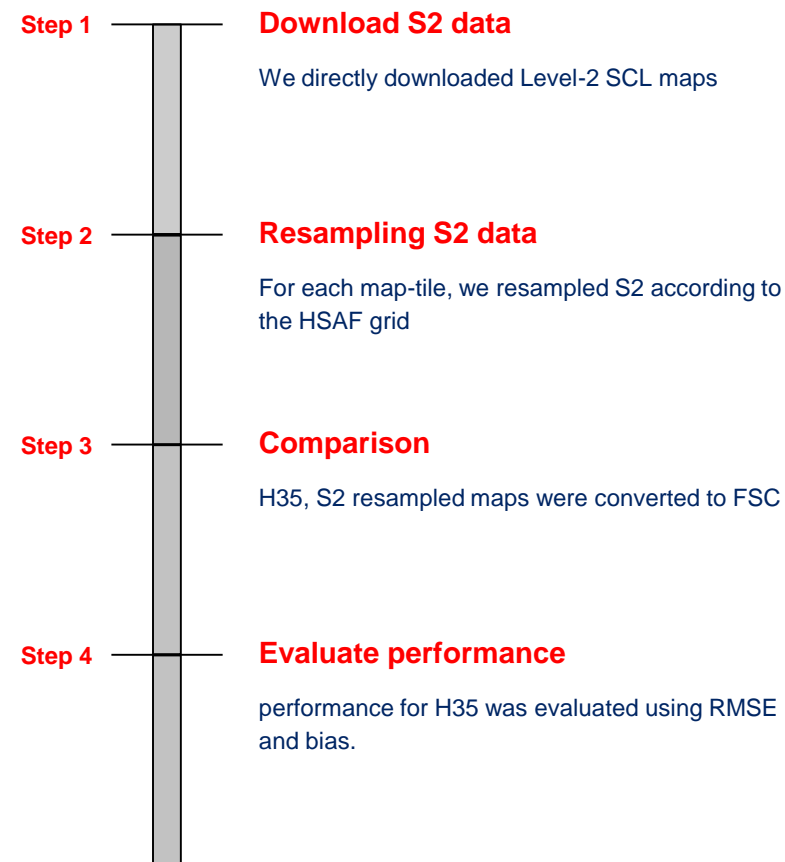 Step 1
Download S2 data
We directly downloaded Level-2 SCL maps
Step 2
Resampling S2 data
For each map-tile, we resampled S2 according to
the HSAF grid
Step 3
Comparison
H35, S2 resampled maps were converted to FSC
Step 4
Evaluate performance
performance for H35 was evaluated using RMSE
and bias.